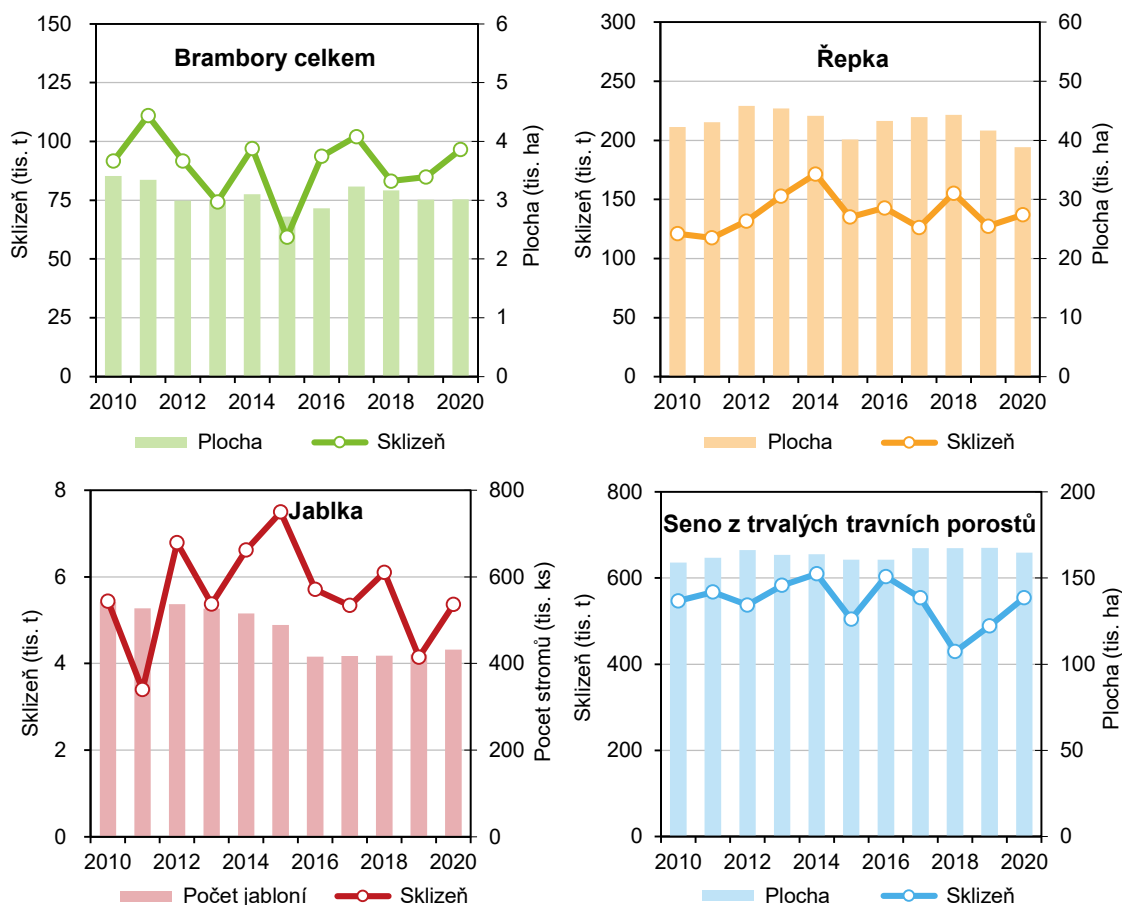 Brambory celkem
Sklizeň (tis. t)
150
125
100
75
50
25
0
Plocha (tis. ha)
6
5
4
3
2
1
0
2010 2012 2014 2016 2018 2020
Plocha Sklizeň
Řepka
Sklizeň (tis. t)
300
250
200
150
100
50
0
Plocha (tis. ha)
60
50
40
30
20
10
0
2010 2012 2014 2016 2018 2020
Plocha Sklizeň
Jablka
Sklizeň (tis. t)
8
6
4
2
0
Pocet stromů (tis. ks)
800
600
400
200
0
2010 2012 2014 2016 2018 2020
Počet jabloní Sklizeň
Seno z trvalých travních porostů
Sklizeň (tis. t)
800
600
400
200
0
Plocha (tis. ha)
200
150
100
50
0
2010 2012 2014 2016 2018 2020
Plocha Sklizeň